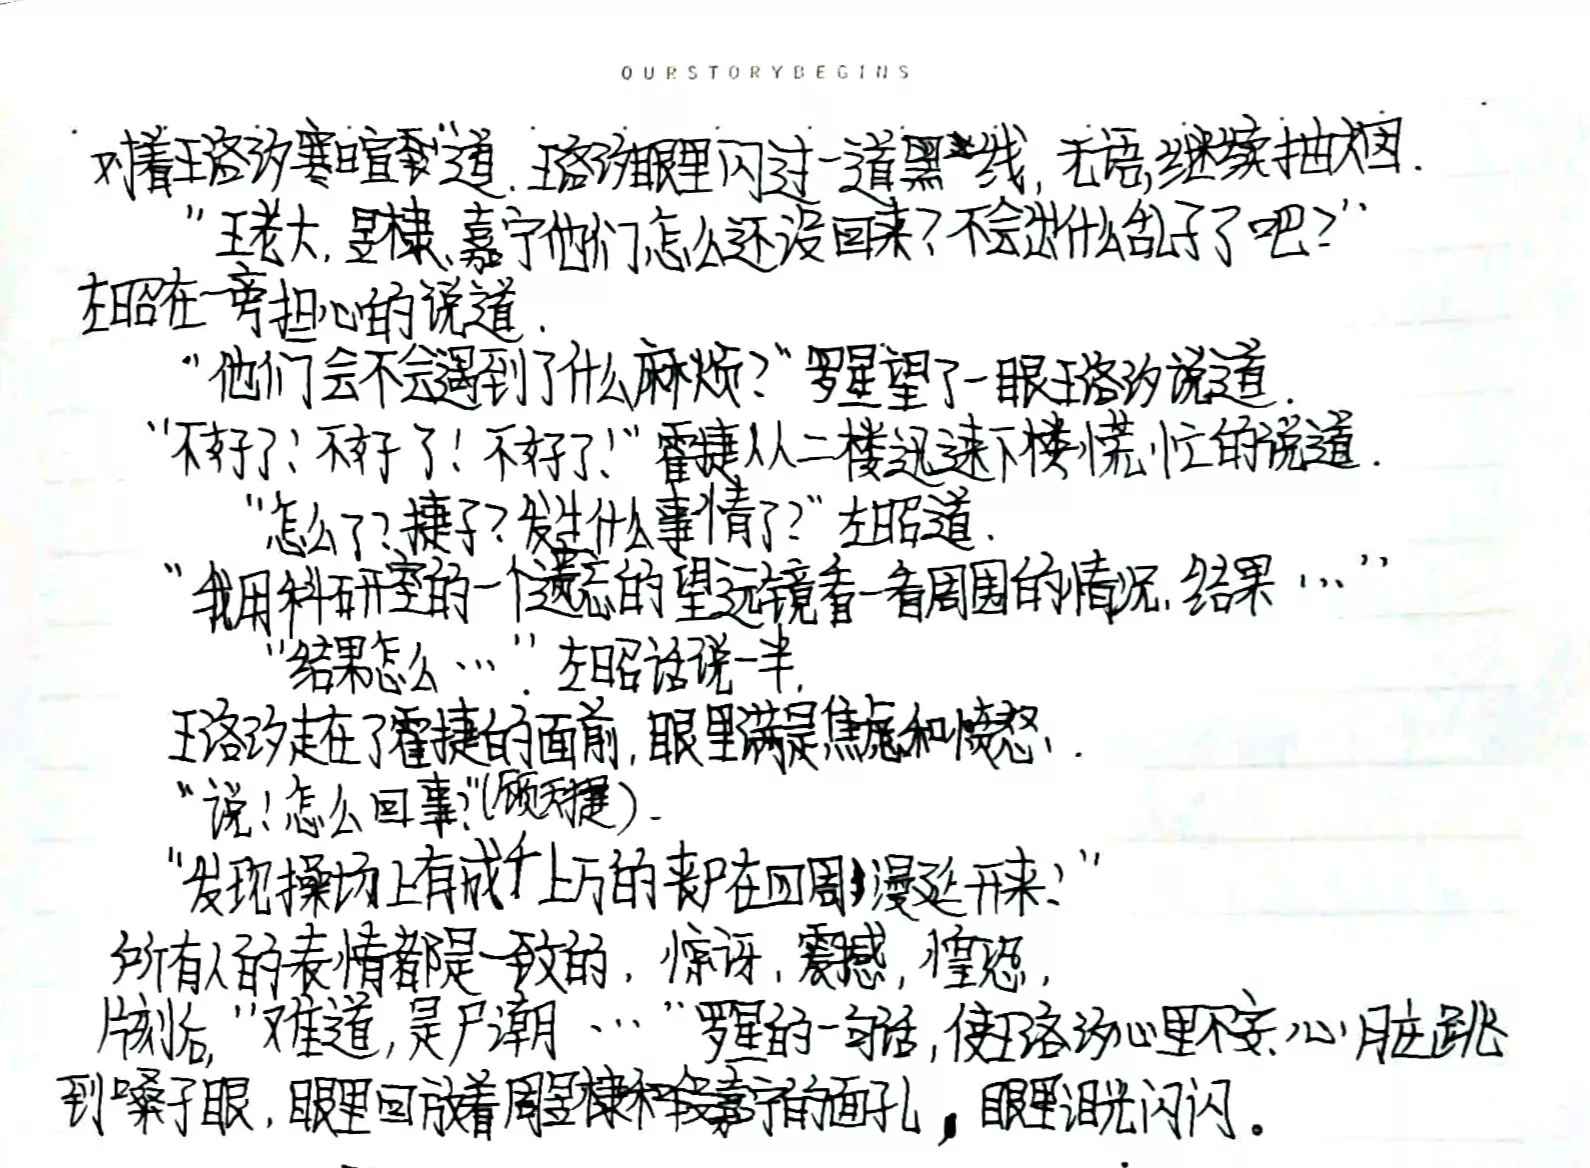 OURSTORYBEGINS
对着王洛汐寒暄到"道.王洛汐眼里闪过一道黑线,无语,继续抽烟.
"王老大,昱棣、嘉宁他们怎么还没回来?不会出什么乱子了吧?"
左昭在一旁担心的说道.
"他们会不会遇到了什么麻烦?"罗星望了一眼王洛汐说道.
"不好了!不好了!不好了!"霍捷从二楼迅速下楼慌忙的说道.
"怎么了?捷子?发生什么事情了?"左昭道.
"我用科研室的一个遗忘的望远镜看一看周围的情况,结果…"
"结果怎么…".左昭话说一半,
王洛汐走在了霍捷的面前,眼里满是焦虑和愤怒.
"说!怎么回事?"(顾天捷).
"发现操场上有成千上万的丧尸在四周漫延开来!"
所有人的表情都是一致的,惊讶,震撼,惶恐,
片刻后,"难道,是尸潮…"罗星的一句话,使王洛汐心里不安、心脏跳
到嗓子眼,眼里回放着周昱棣和段嘉宁的面孔,眼里泪光闪闪。